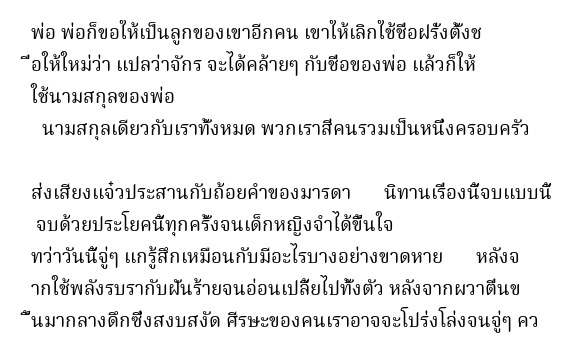 พ่อ พ่อก็ขอให้เป็นลูกของเขาอีกคน เขาให้เลิกใช้ชื่อฝรั่งตั้งช
ื่อให้ใหม่ว่า แปลว่าจักร จะได้คล้ายๆ กับชื่อของพ่อ แล้วก็ให้
ใช้นามสกุลของพ่อ
นามสกุลเดียวกับเราทั้งหมด พวกเราสี่คนรวมเป็นหนึ่งครอบครัว
ส่งเสียงแจ๋วประสานกับถ้อยคำของมารดา นิทานเรื่องนี้จบแบบนี้
จบด้วยประโยคนี้ทุกครั้งจนเด็กหญิงจำได้ขึ้นใจ
ทว่าวันนี้จู่ๆ แกรู้สึกเหมือนกับมีอะไรบางอย่างขาดหาย หลังจ
ากใช้พลังรบรากับฝันร้ายจนอ่อนเปลี้ยไปทั้งตัว หลังจากผวาตื่นข
ึ้นมากลางดึกซึ่งสงบสงัด ศีรษะของคนเราอาจจะโปร่งโล่งจนจู่ๆ คว